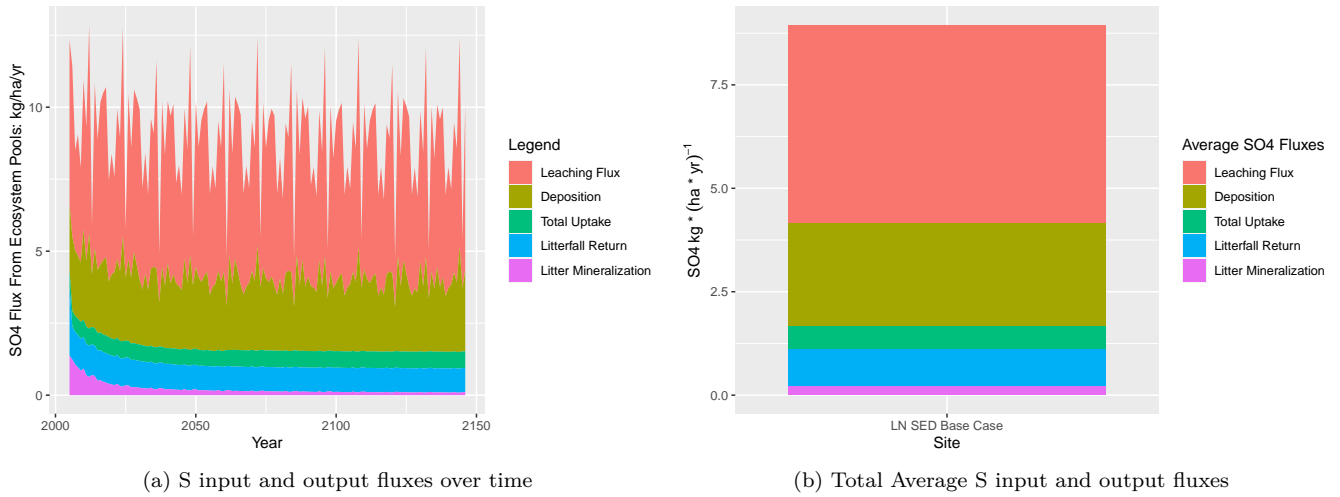 SO4 Flux From Ecosystem Pools: kg/ha/yr
10
5
0
2000
2050
2100
2150
Year
Legend
Leaching Flux
Deposition
Total Uptake
Litterfall Return
Litter Mineralization
(a) S input and output fluxes over time
SO4 kg * (ha * yr)⁻¹
7.5
5.0
2.5
0.0
LN SED Base Case
Site
Average SO4 Fluxes
Leaching Flux
Deposition
Total Uptake
Litterfall Return
Litter Mineralization
(b) Total Average S input and output fluxes